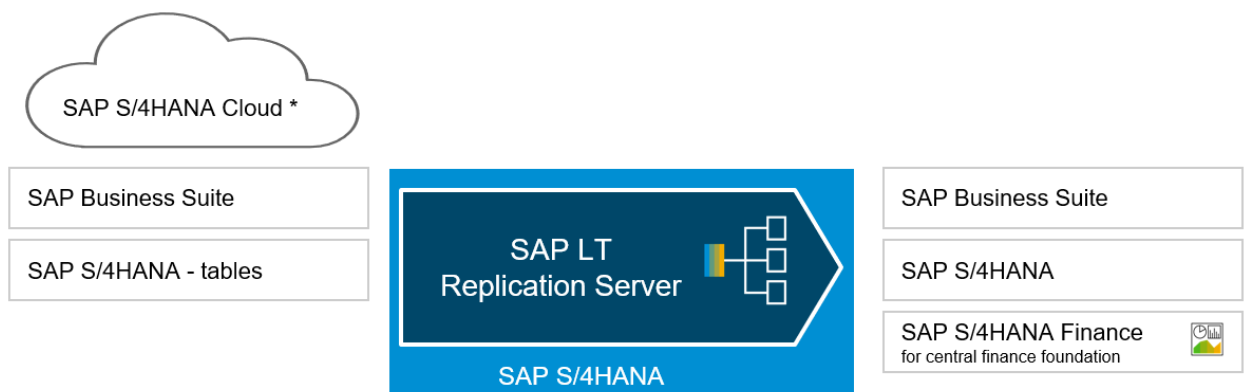 SAP S/4HANA Cloud *
SAP Business Suite
SAP S/4HANA - tables
SAP LT
Replication Server
SAP S/4HANA
SAP Business Suite
SAP S/4HANA
SAP S/4HANA Finance
for central finance foundation